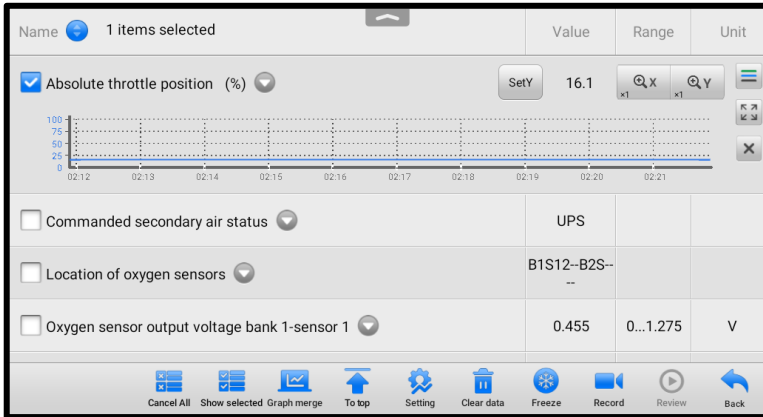 Name 1 items selected Value Range Unit
Absolute throttle position (%) SetY 16.1 ×1 X ×1 Y
100
75
50
25
0
02:12 02:13 02:14 02:15 02:16 02:17 02:18 02:19 02:20 02:21
Commanded secondary air status UPS
Location of oxygen sensors B1S12--B2S--
--
Oxygen sensor output voltage bank 1-sensor 1 0.455 0...1.275 V
Cancel All Show selected Graph merge To top Setting Clear data Freeze Record Review Back